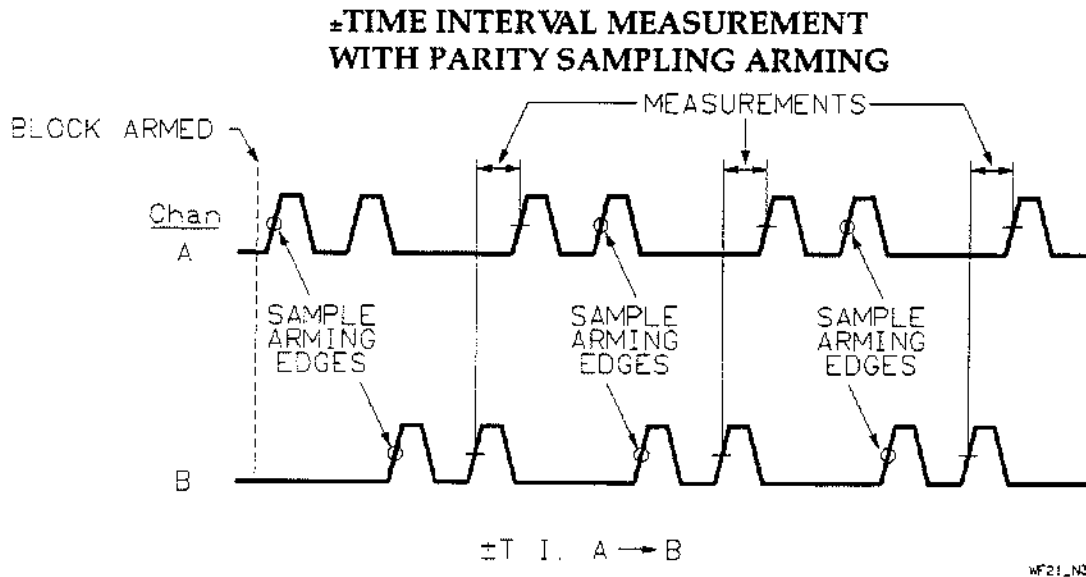 ±TIME INTERVAL MEASUREMENT
WITH PARITY SAMPLING ARMING
MEASUREMENTS
BLOCK ARMED
Chan
A
SAMPLE
ARMING
EDGES
SAMPLE
ARMING
EDGES
SAMPLE
ARMING
EDGES
B
±T I. A → B